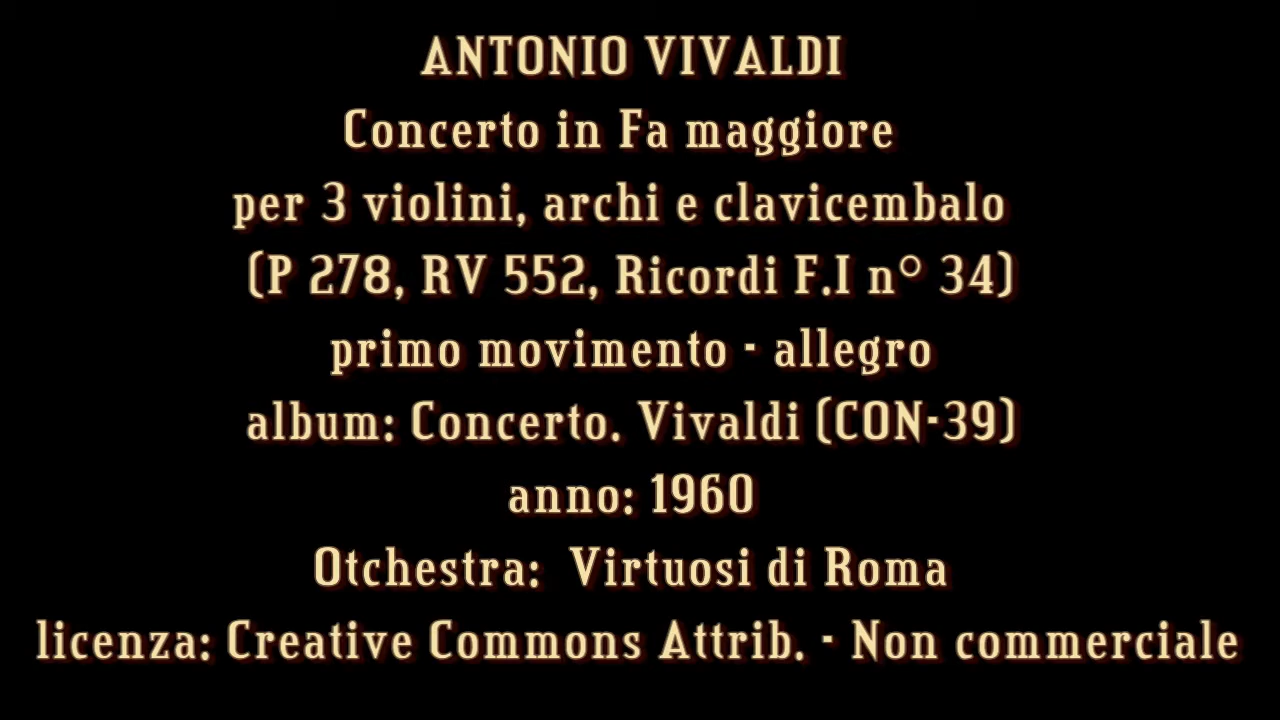 ANTONIO VIVALDI
Concerto in Fa maggiore
per 3 violini, archi e clavicembalo
(P 278, RV 552, Ricordi F.I n° 34)
primo movimento - allegro
album: Concerto. Vivaldi (CON-39)
anno: 1960
Otchestra: Virtuosi di Roma
licenza: Creative Commons Attrib. - Non commerciale